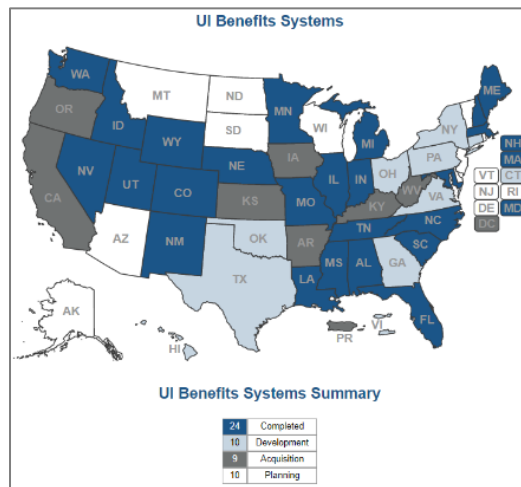 UI Benefits Systems
WA
MT
ND
MN
ME
OR
ID
SD
WI
MI
NY
NH
WY
MA
NV
NE
IA
PA
VT
CT
UT
CO
IL
IN
OH
NJ
RI
CA
KS
MO
KY
WV
VA
DE
MD
DC
AZ
NM
OK
AR
TN
NC
SC
TX
LA
MS
AL
GA
AK
FL
HI
PR
VI
UI Benefits Systems Summary
24 Completed
10 Development
9 Acquisition
10 Planning